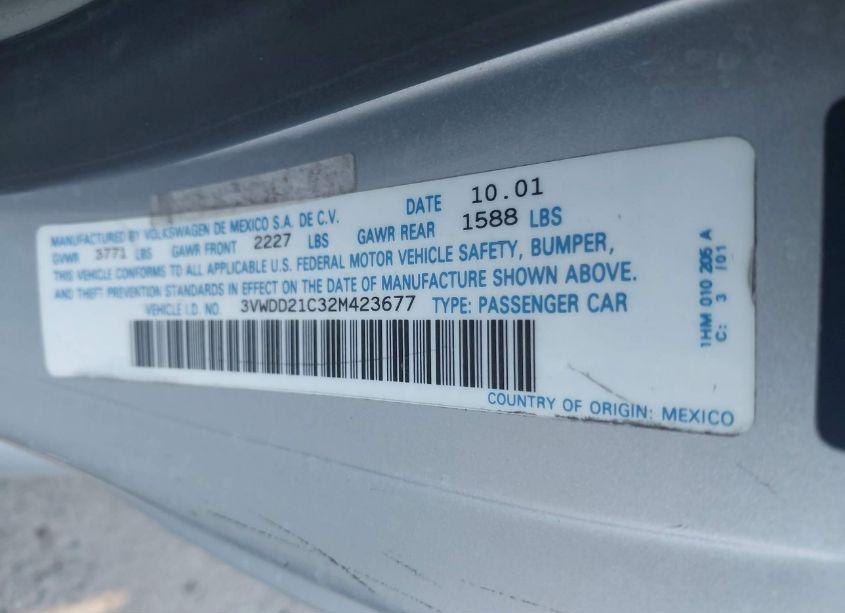 MANUFACTURED BY VOLKSWAGEN DE MEXICO S.A. DE C.V. DATE 10.01
GVWR 3771 LBS GAWR FRONT 2227 LBS GAWR REAR 1588 LBS
THIS VEHICLE CONFORMS TO ALL APPLICABLE U.S. FEDERAL MOTOR VEHICLE SAFETY, BUMPER,
AND THEFT PREVENTION STANDARDS IN EFFECT ON THE DATE OF MANUFACTURE SHOWN ABOVE.
VEHICLE I.D. NO. 3VWDD21C32M423677 TYPE: PASSENGER CAR
COUNTRY OF ORIGIN: MEXICO
1HM 010 205 A
C: 3 /01